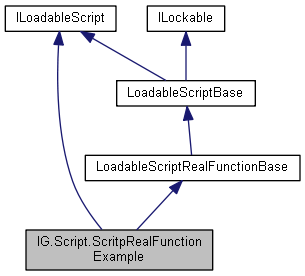 ILoadableScript
ILockable
LoadableScriptBase
LoadableScriptRealFunctionBase
IG.Script.ScritpRealFunction
Example